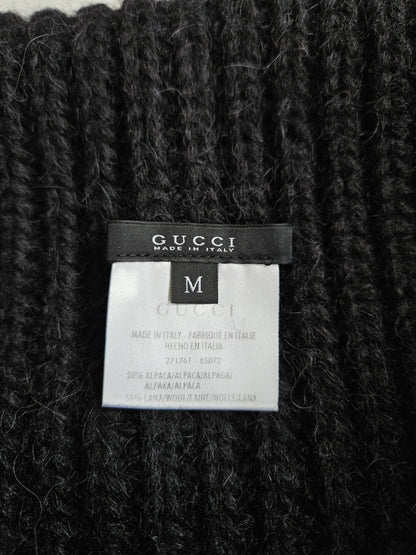 GUCCI
MADE IN ITALY
M
GUCCI
MADE IN ITALY - FABRIQUÉ EN ITALIE
HECHO EN ITALIA
271761 - X5072
50% ALPACA/ALPACA/ALPAGA/
ALPAKA/ALPACA
50% LANA/WOOL/LAINE/WOLLE/LANA